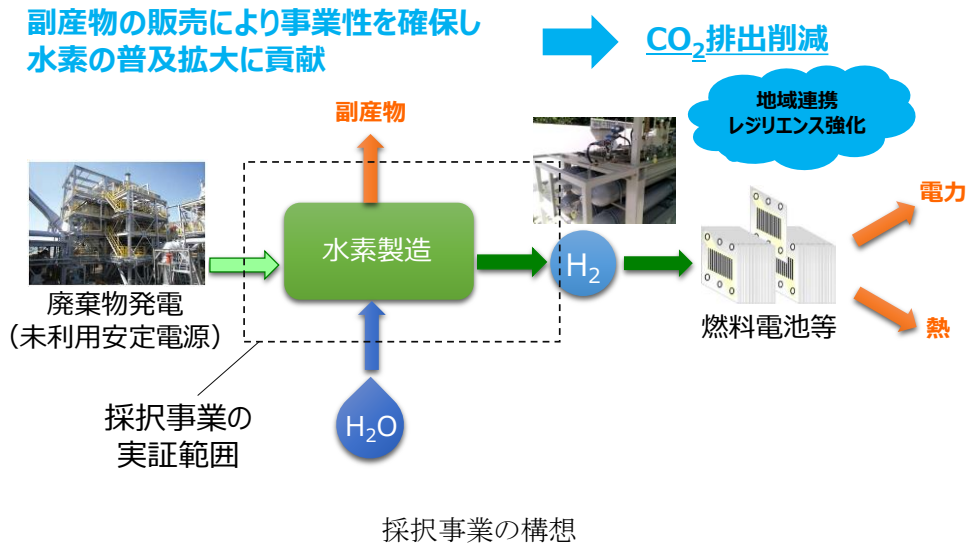 副産物の販売により事業性を確保し
水素の普及拡大に貢献
CO₂排出削減
地域連携
レジリエンス強化
副産物
電力
水素製造
H₂
廃棄物発電
（未利用安定電源）
燃料電池等
熱
採択事業の
実証範囲
H₂O
採択事業の構想